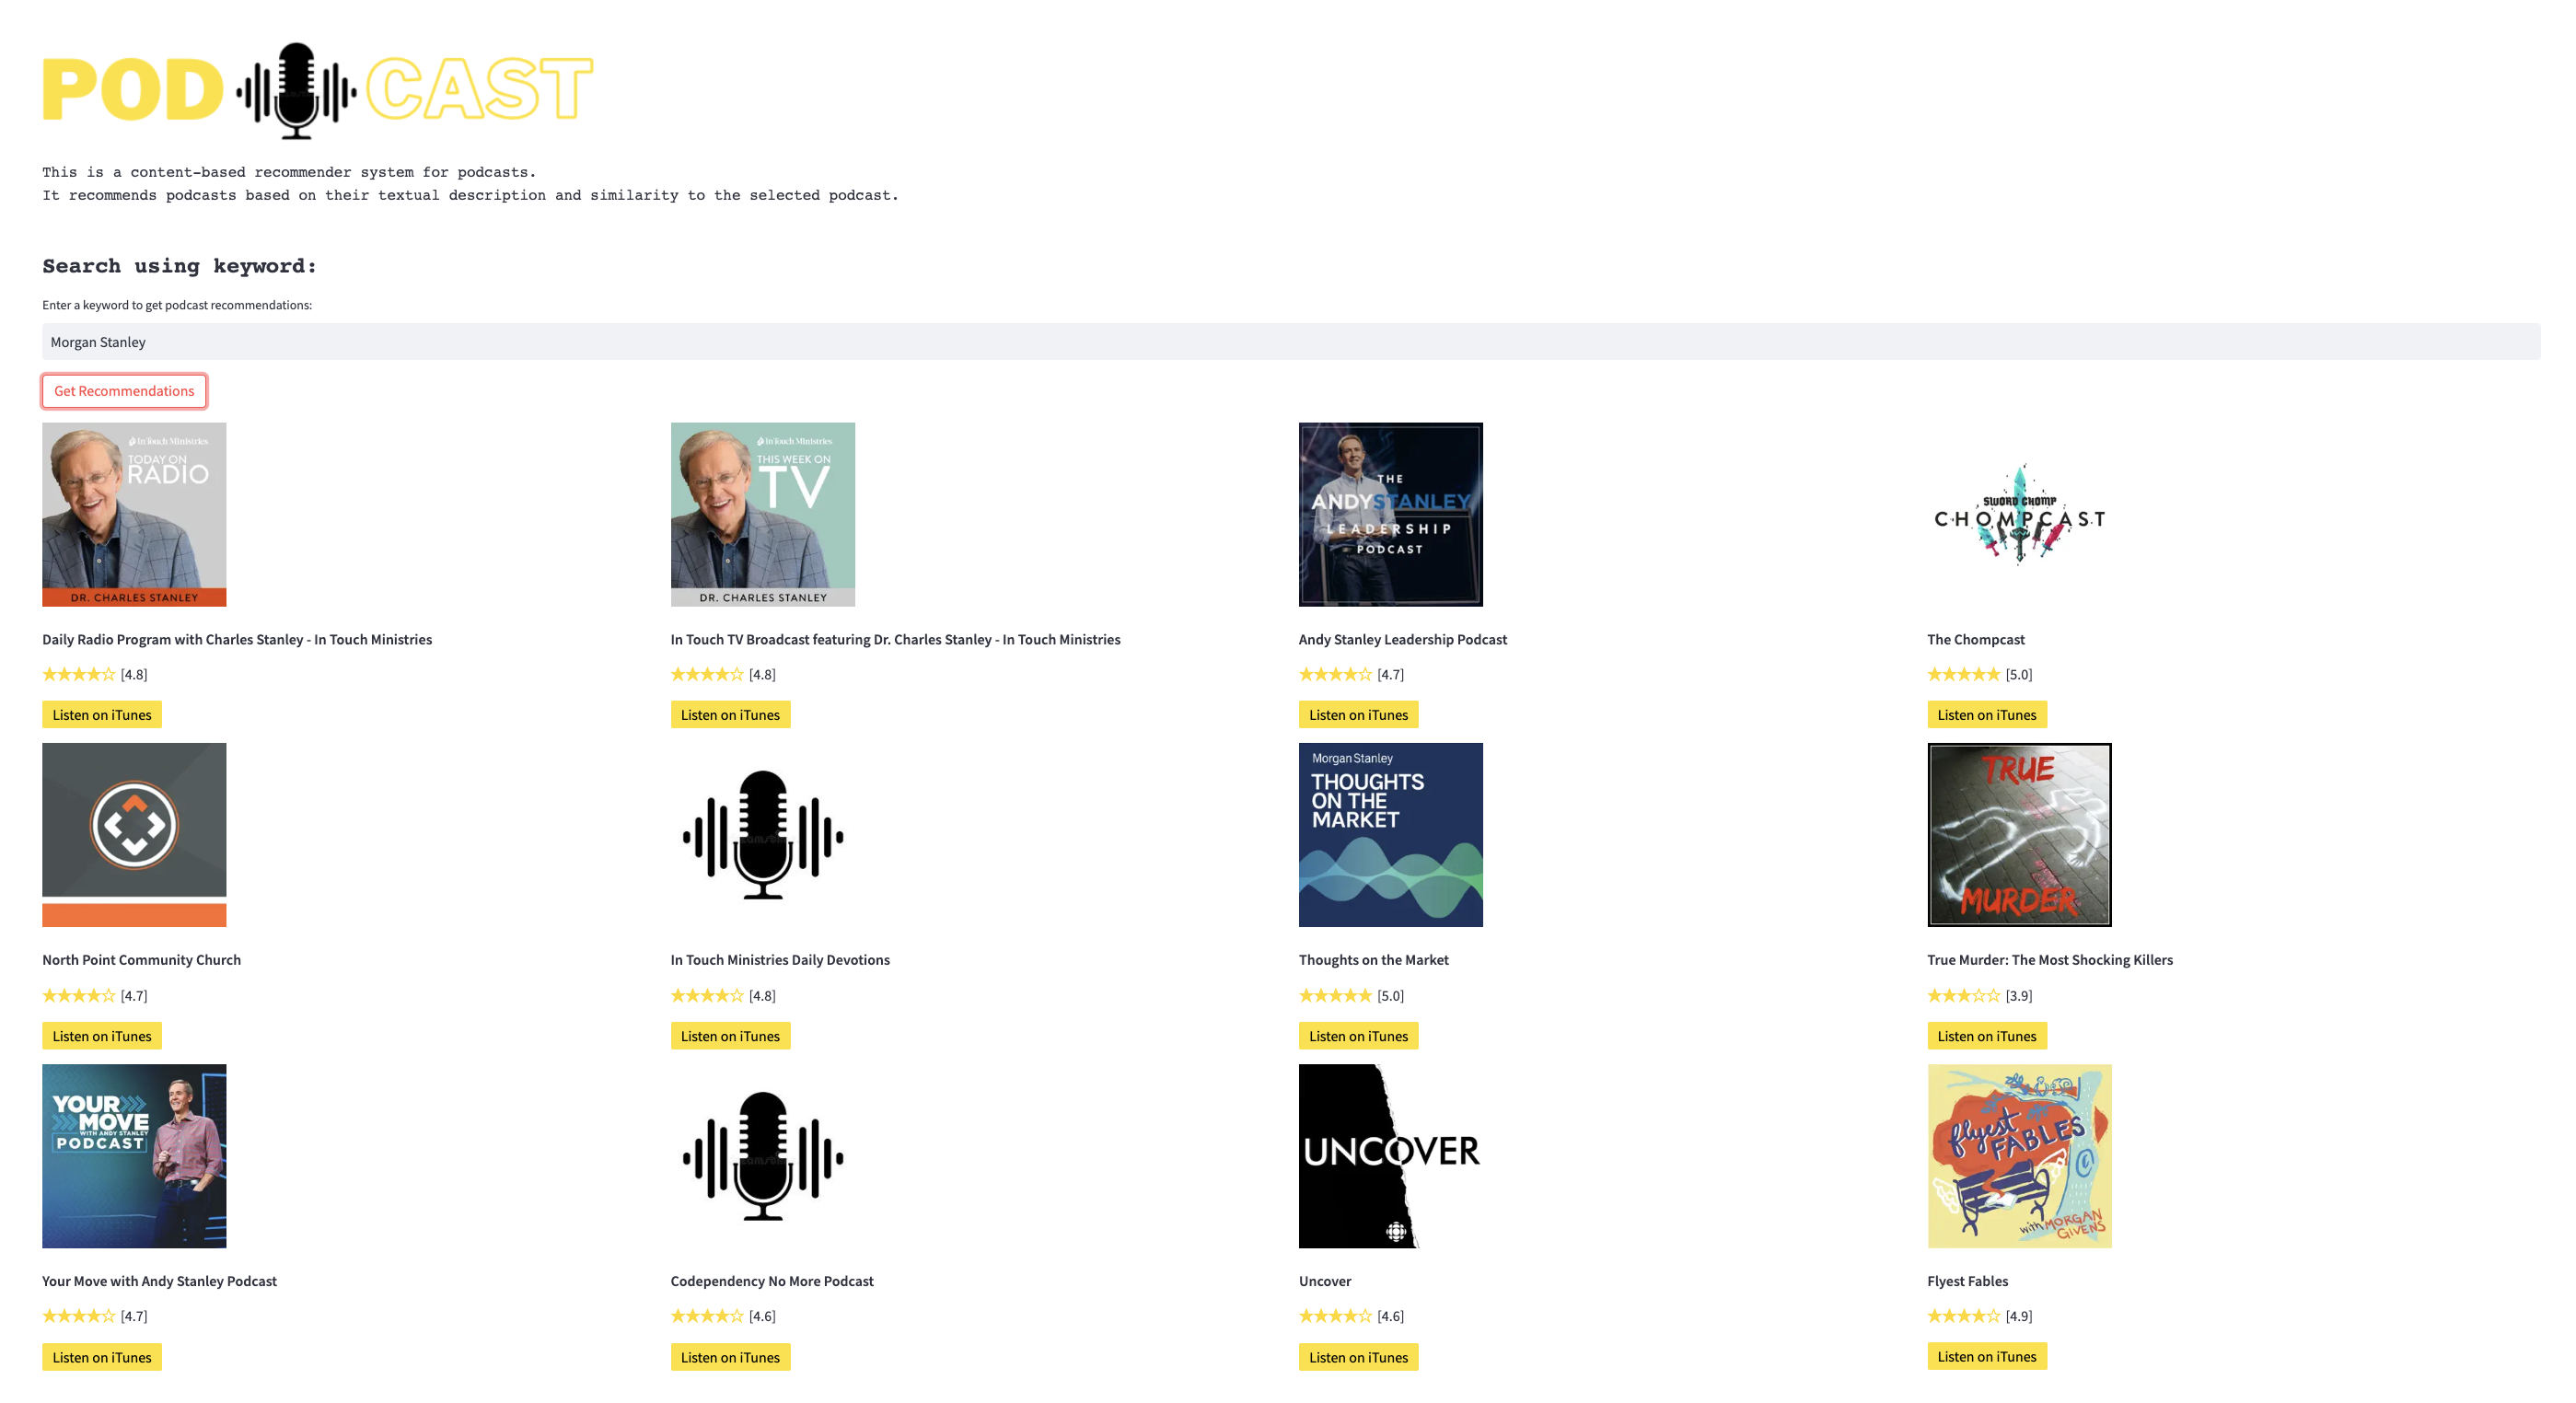 POD CAST
This is a content-based recommender system for podcasts.
It recommends podcasts based on their textual description and similarity to the selected podcast.
Search using keyword:
Enter a keyword to get podcast recommendations:
Morgan Stanley
Get Recommendations
In Touch Ministries
TODAY ON
RADIO
DR. CHARLES STANLEY
In Touch Ministries
THIS WEEK ON
TV
DR. CHARLES STANLEY
THE
ANDYSTANLEY
LEADERSHIP
PODCAST
SWORD CHOMP
CHOMPCAST
Daily Radio Program with Charles Stanley - In Touch Ministries
In Touch TV Broadcast featuring Dr. Charles Stanley - In Touch Ministries
Andy Stanley Leadership Podcast
The Chompcast
★★★★☆ [4.8]
★★★★☆ [4.8]
★★★★☆ [4.7]
★★★★★ [5.0]
Listen on iTunes
Listen on iTunes
Listen on iTunes
Listen on iTunes
Morgan Stanley
THOUGHTS
ON THE
MARKET
TRUE
MURDER
North Point Community Church
In Touch Ministries Daily Devotions
Thoughts on the Market
True Murder: The Most Shocking Killers
★★★★☆ [4.7]
★★★★☆ [4.8]
★★★★★ [5.0]
★★★☆☆ [3.9]
Listen on iTunes
Listen on iTunes
Listen on iTunes
Listen on iTunes
YOUR
MOVE
WITH ANDY STANLEY
PODCAST
UNCOVER
flyest
FABLES
with MORGAN
GIVENS
Your Move with Andy Stanley Podcast
Codependency No More Podcast
Uncover
Flyest Fables
★★★★☆ [4.7]
★★★★☆ [4.6]
★★★★☆ [4.6]
★★★★☆ [4.9]
Listen on iTunes
Listen on iTunes
Listen on iTunes
Listen on iTunes